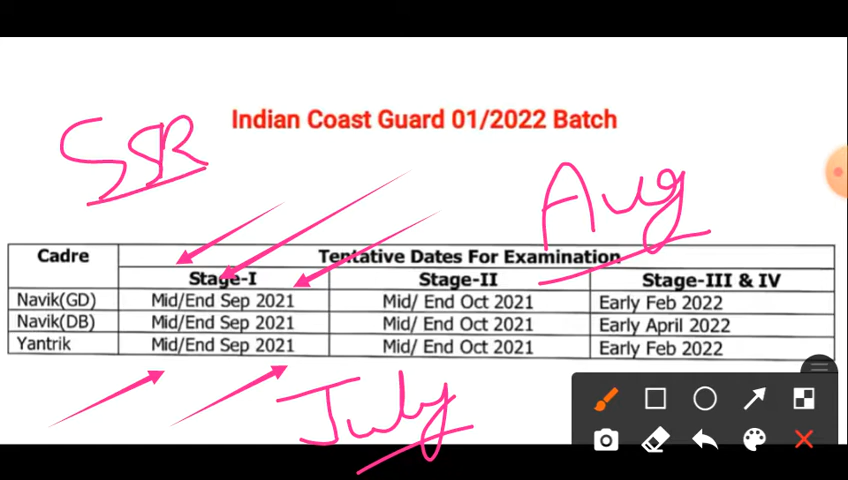 SSR
Indian Coast Guard 01/2022 Batch
Aug
Cadre Tentative Dates For Examination
Stage-I Stage-II Stage-III & IV
Navik(GD) Mid/End Sep 2021 Mid/ End Oct 2021 Early Feb 2022
Navik(DB) Mid/End Sep 2021 Mid/ End Oct 2021 Early April 2022
Yantrik Mid/End Sep 2021 Mid/ End Oct 2021 Early Feb 2022
July